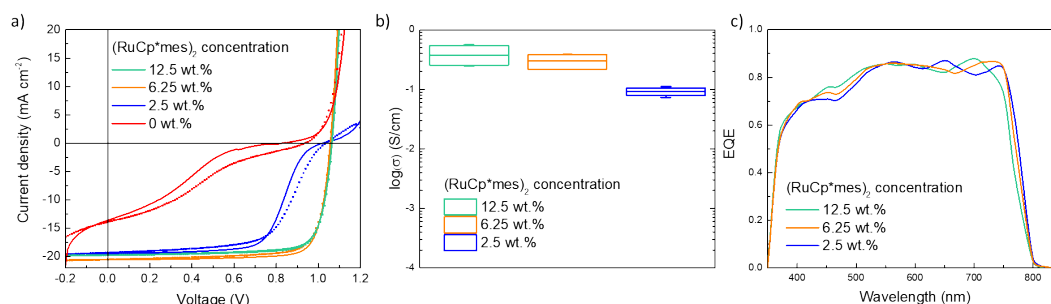 a)
20
15
10
5
0
-5
-10
-15
-20
Current density (mA cm⁻²)
(RuCp*mes)₂ concentration
12.5 wt.%
6.25 wt.%
2.5 wt.%
0 wt.%
-0.2 0.0 0.2 0.4 0.6 0.8 1.0 1.2
Voltage (V)
b)
0
-1
-2
-3
-4
log(σ) (S/cm)
(RuCp*mes)₂ concentration
12.5 wt.%
6.25 wt.%
2.5 wt.%
c)
1.0
0.8
0.6
0.4
0.2
0.0
EQE
(RuCp*mes)₂ concentration
12.5 wt.%
6.25 wt.%
2.5 wt.%
400 500 600 700 800
Wavelength (nm)